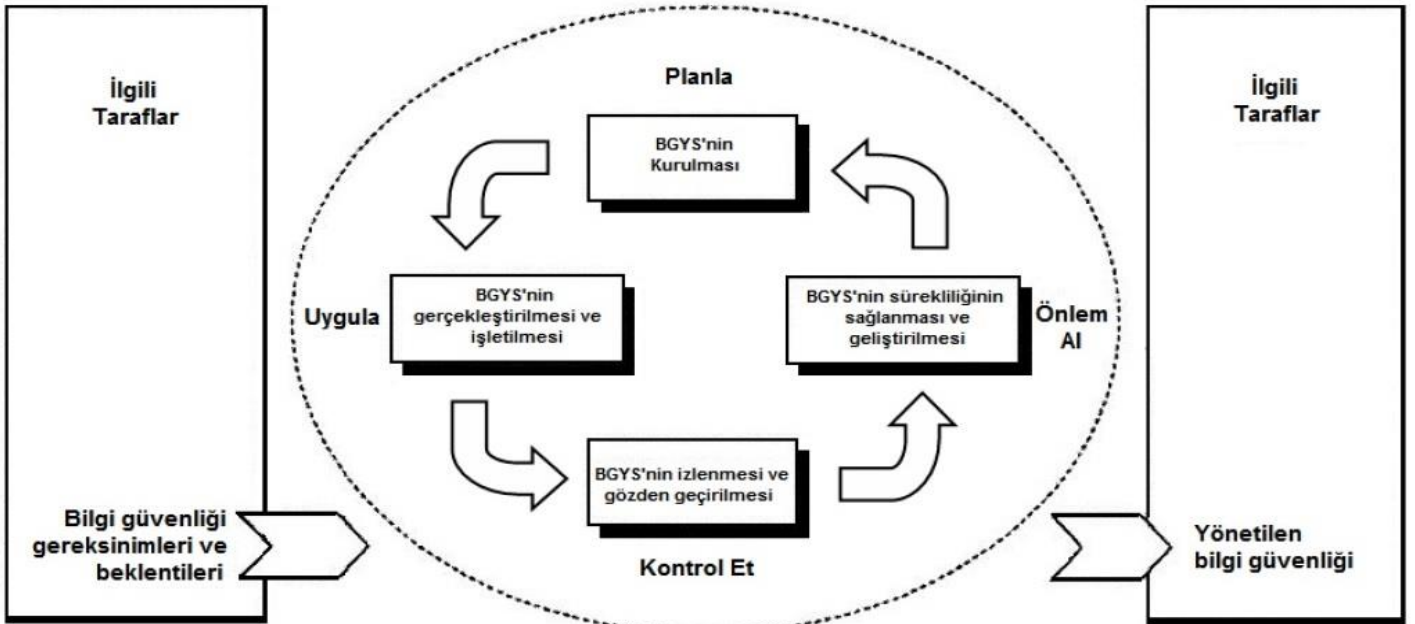 İlgili
Taraflar
Bilgi güvenliği
gereksinimleri ve
beklentileri
Planla
BGYS'nin
Kurulması
Uygula
BGYS'nin
gerçekleştirilmesi ve
işletilmesi
BGYS'nin izlenmesi ve
gözden geçirilmesi
Kontrol Et
BGYS'nin sürekliliğinin
sağlanması ve
geliştirilmesi
Önlem
Al
İlgili
Taraflar
Yönetilen
bilgi güvenliği